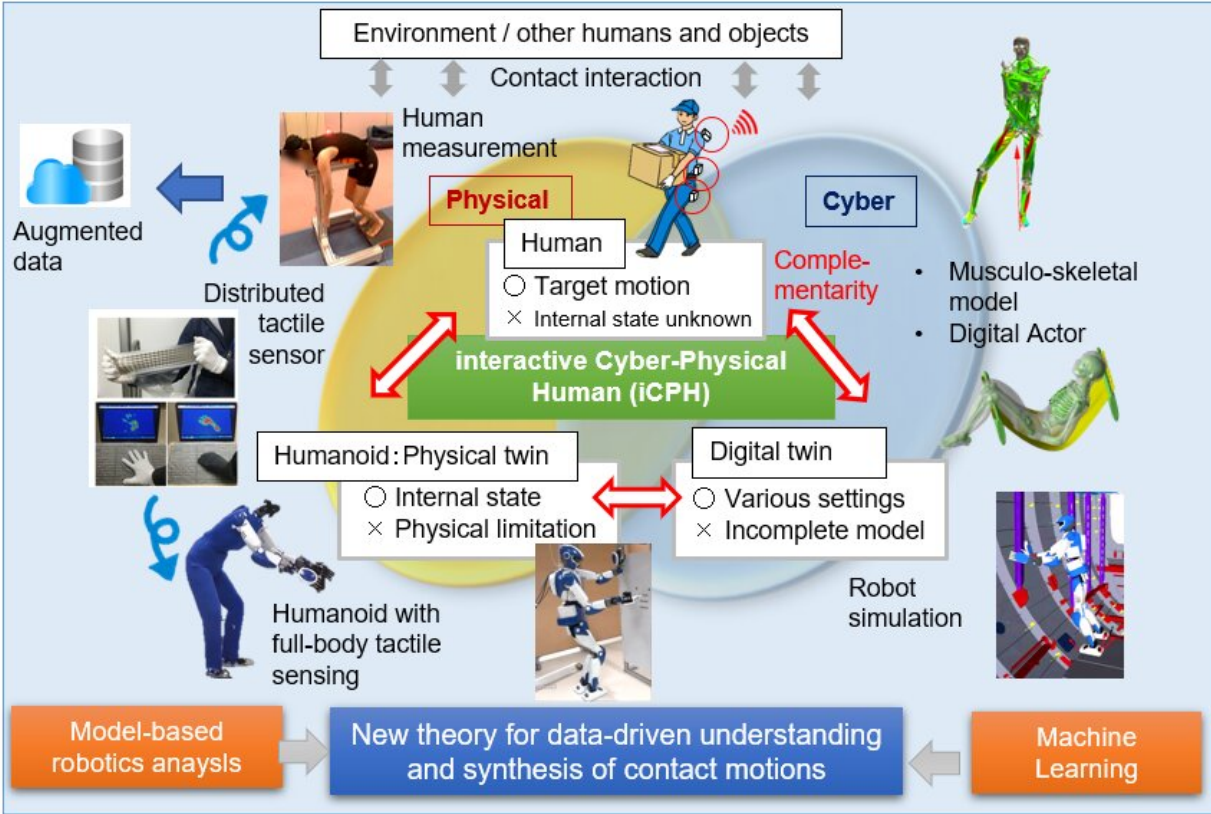 Environment / other humans and objects
Contact interaction
Human
measurement
Physical
Cyber
Augmented
data
Human
○ Target motion
× Internal state unknown
Comple-
mentarity
• Musculo-skeletal
model
• Digital Actor
Distributed
tactile
sensor
interactive Cyber-Physical
Human (iCPH)
Humanoid:Physical twin
○ Internal state
× Physical limitation
Digital twin
○ Various settings
× Incomplete model
Humanoid with
full-body tactile
sensing
Robot
simulation
Model-based
robotics anaysls
New theory for data-driven understanding
and synthesis of contact motions
Machine
Learning